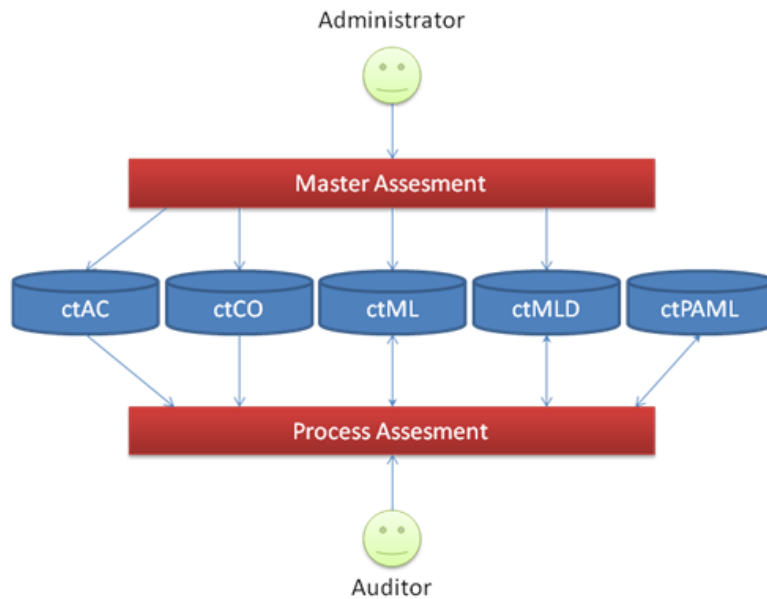 Administrator
Master Assesment
ctAC
ctCO
ctML
ctMLD
ctPAML
Process Assesment
Auditor